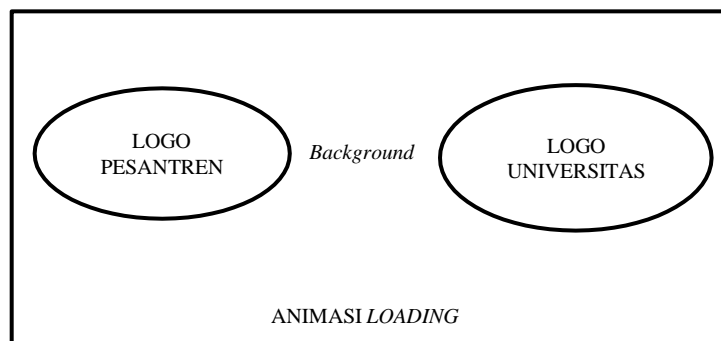 LOGO
PESANTREN
Background
LOGO
UNIVERSITAS
ANIMASI LOADING